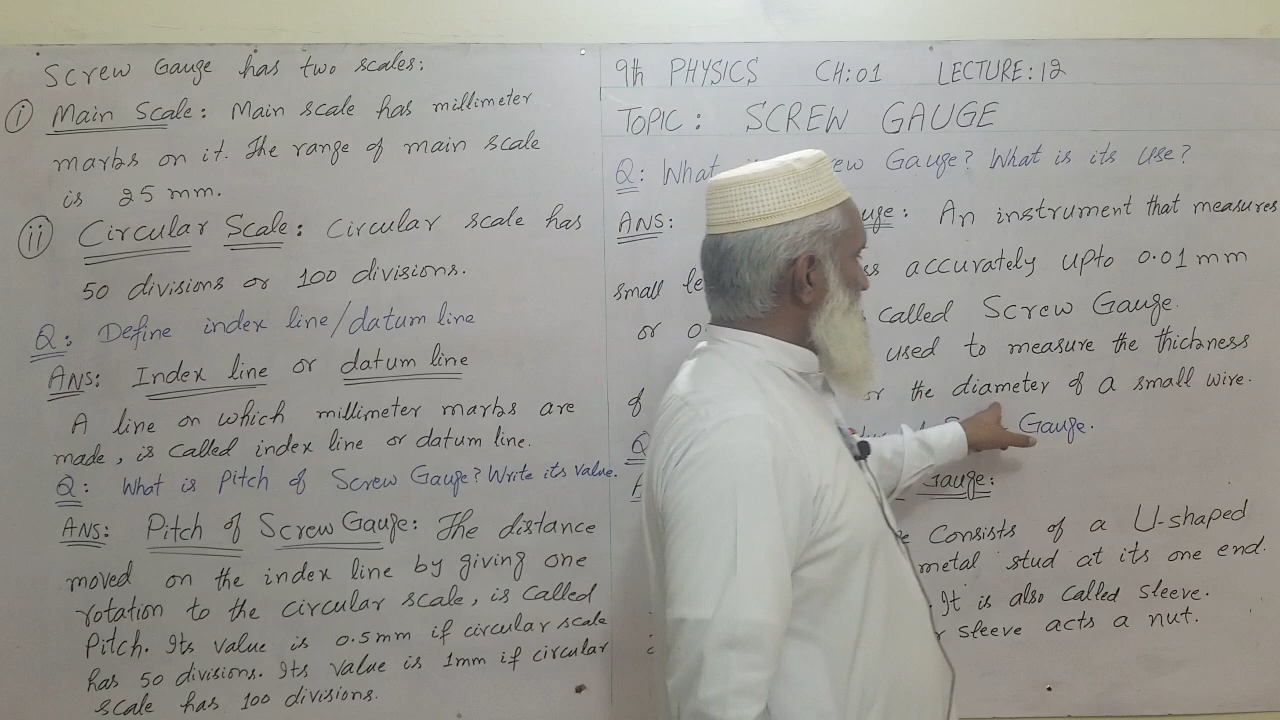 Screw Gauge has two scales:
(i) Main Scale: Main scale has millimeter
marks on it. The range of main scale
is 25 mm.
(ii) Circular Scale: Circular scale has
50 divisions or 100 divisions.
Q: Define index line/datum line
ANS: Index line or datum line
A line on which millimeter marks are
made, is called index line or datum line.
Q: What is Pitch of Screw Gauge? Write its value.
ANS: Pitch of Screw Gauge: The distance
moved on the index line by giving one
rotation to the circular scale, is called
Pitch. Its value is 0.5mm if circular scale
has 50 divisions. Its value is 1mm if circular
scale has 100 divisions.
9th PHYSICS CH:01 LECTURE:12
TOPIC: SCREW GAUGE
Q: What Gauge? What is its use?
ANS: An instrument that measures
small accurately upto 0.01mm
or called Screw Gauge.
used to measure the thickness
of or the diameter of a small wire.
Q Gauge.
Gauge:
Consists of a U-shaped
metal stud at its one end.
It is also called sleeve.
sleeve acts a nut.